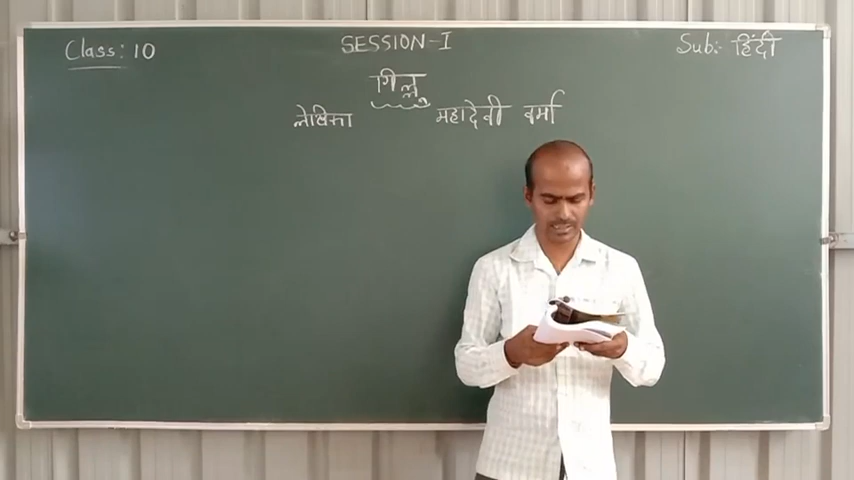 Class: 10 SESSION-I Sub:- हिंदी
गिल्लू
लेखिका महादेवी वर्मा